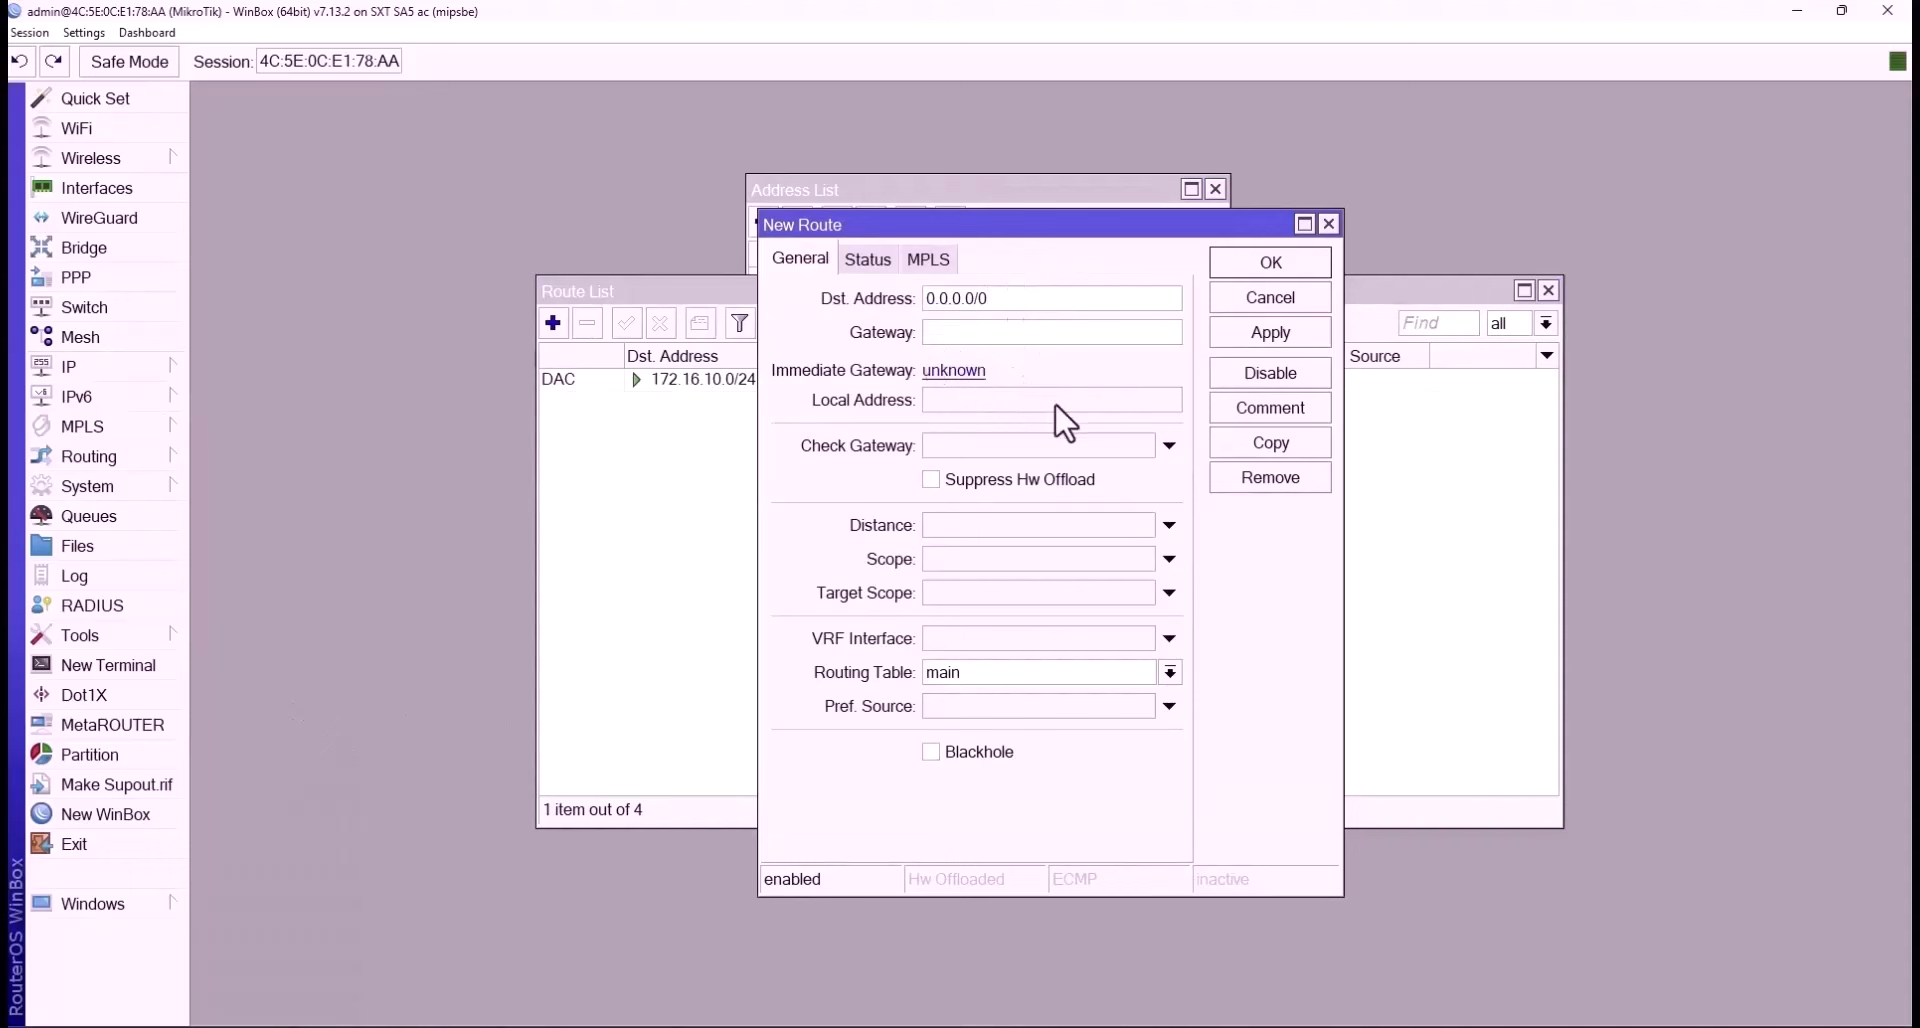 admin@4C:5E:0C:E1:78:AA (MikroTik) - WinBox (64bit) v7.13.2 on SXT SA5 ac (mipsbe)
Session Settings Dashboard
Safe Mode Session: 4C:5E:0C:E1:78:AA
Quick Set
WiFi
Wireless
Interfaces
WireGuard
Bridge
PPP
Switch
Mesh
255 IP
IPv6
MPLS
Routing
System
Queues
Files
Log
RADIUS
Tools
New Terminal
Dot1X
MetaROUTER
Partition
Make Supout.rif
New WinBox
Exit
Windows
RouterOS WinBox
Address List
New Route
General Status MPLS
Dst. Address: 0.0.0.0/0
Gateway:
Immediate Gateway: unknown
Local Address:
Check Gateway:
Suppress Hw Offload
Distance:
Scope:
Target Scope:
VRF Interface:
Routing Table: main
Pref. Source:
Blackhole
enabled Hw Offloaded ECMP inactive
OK
Cancel
Apply
Disable
Comment
Copy
Remove
Route List
Find all
Dst. Address Source
DAC 172.16.10.0/24
1 item out of 4